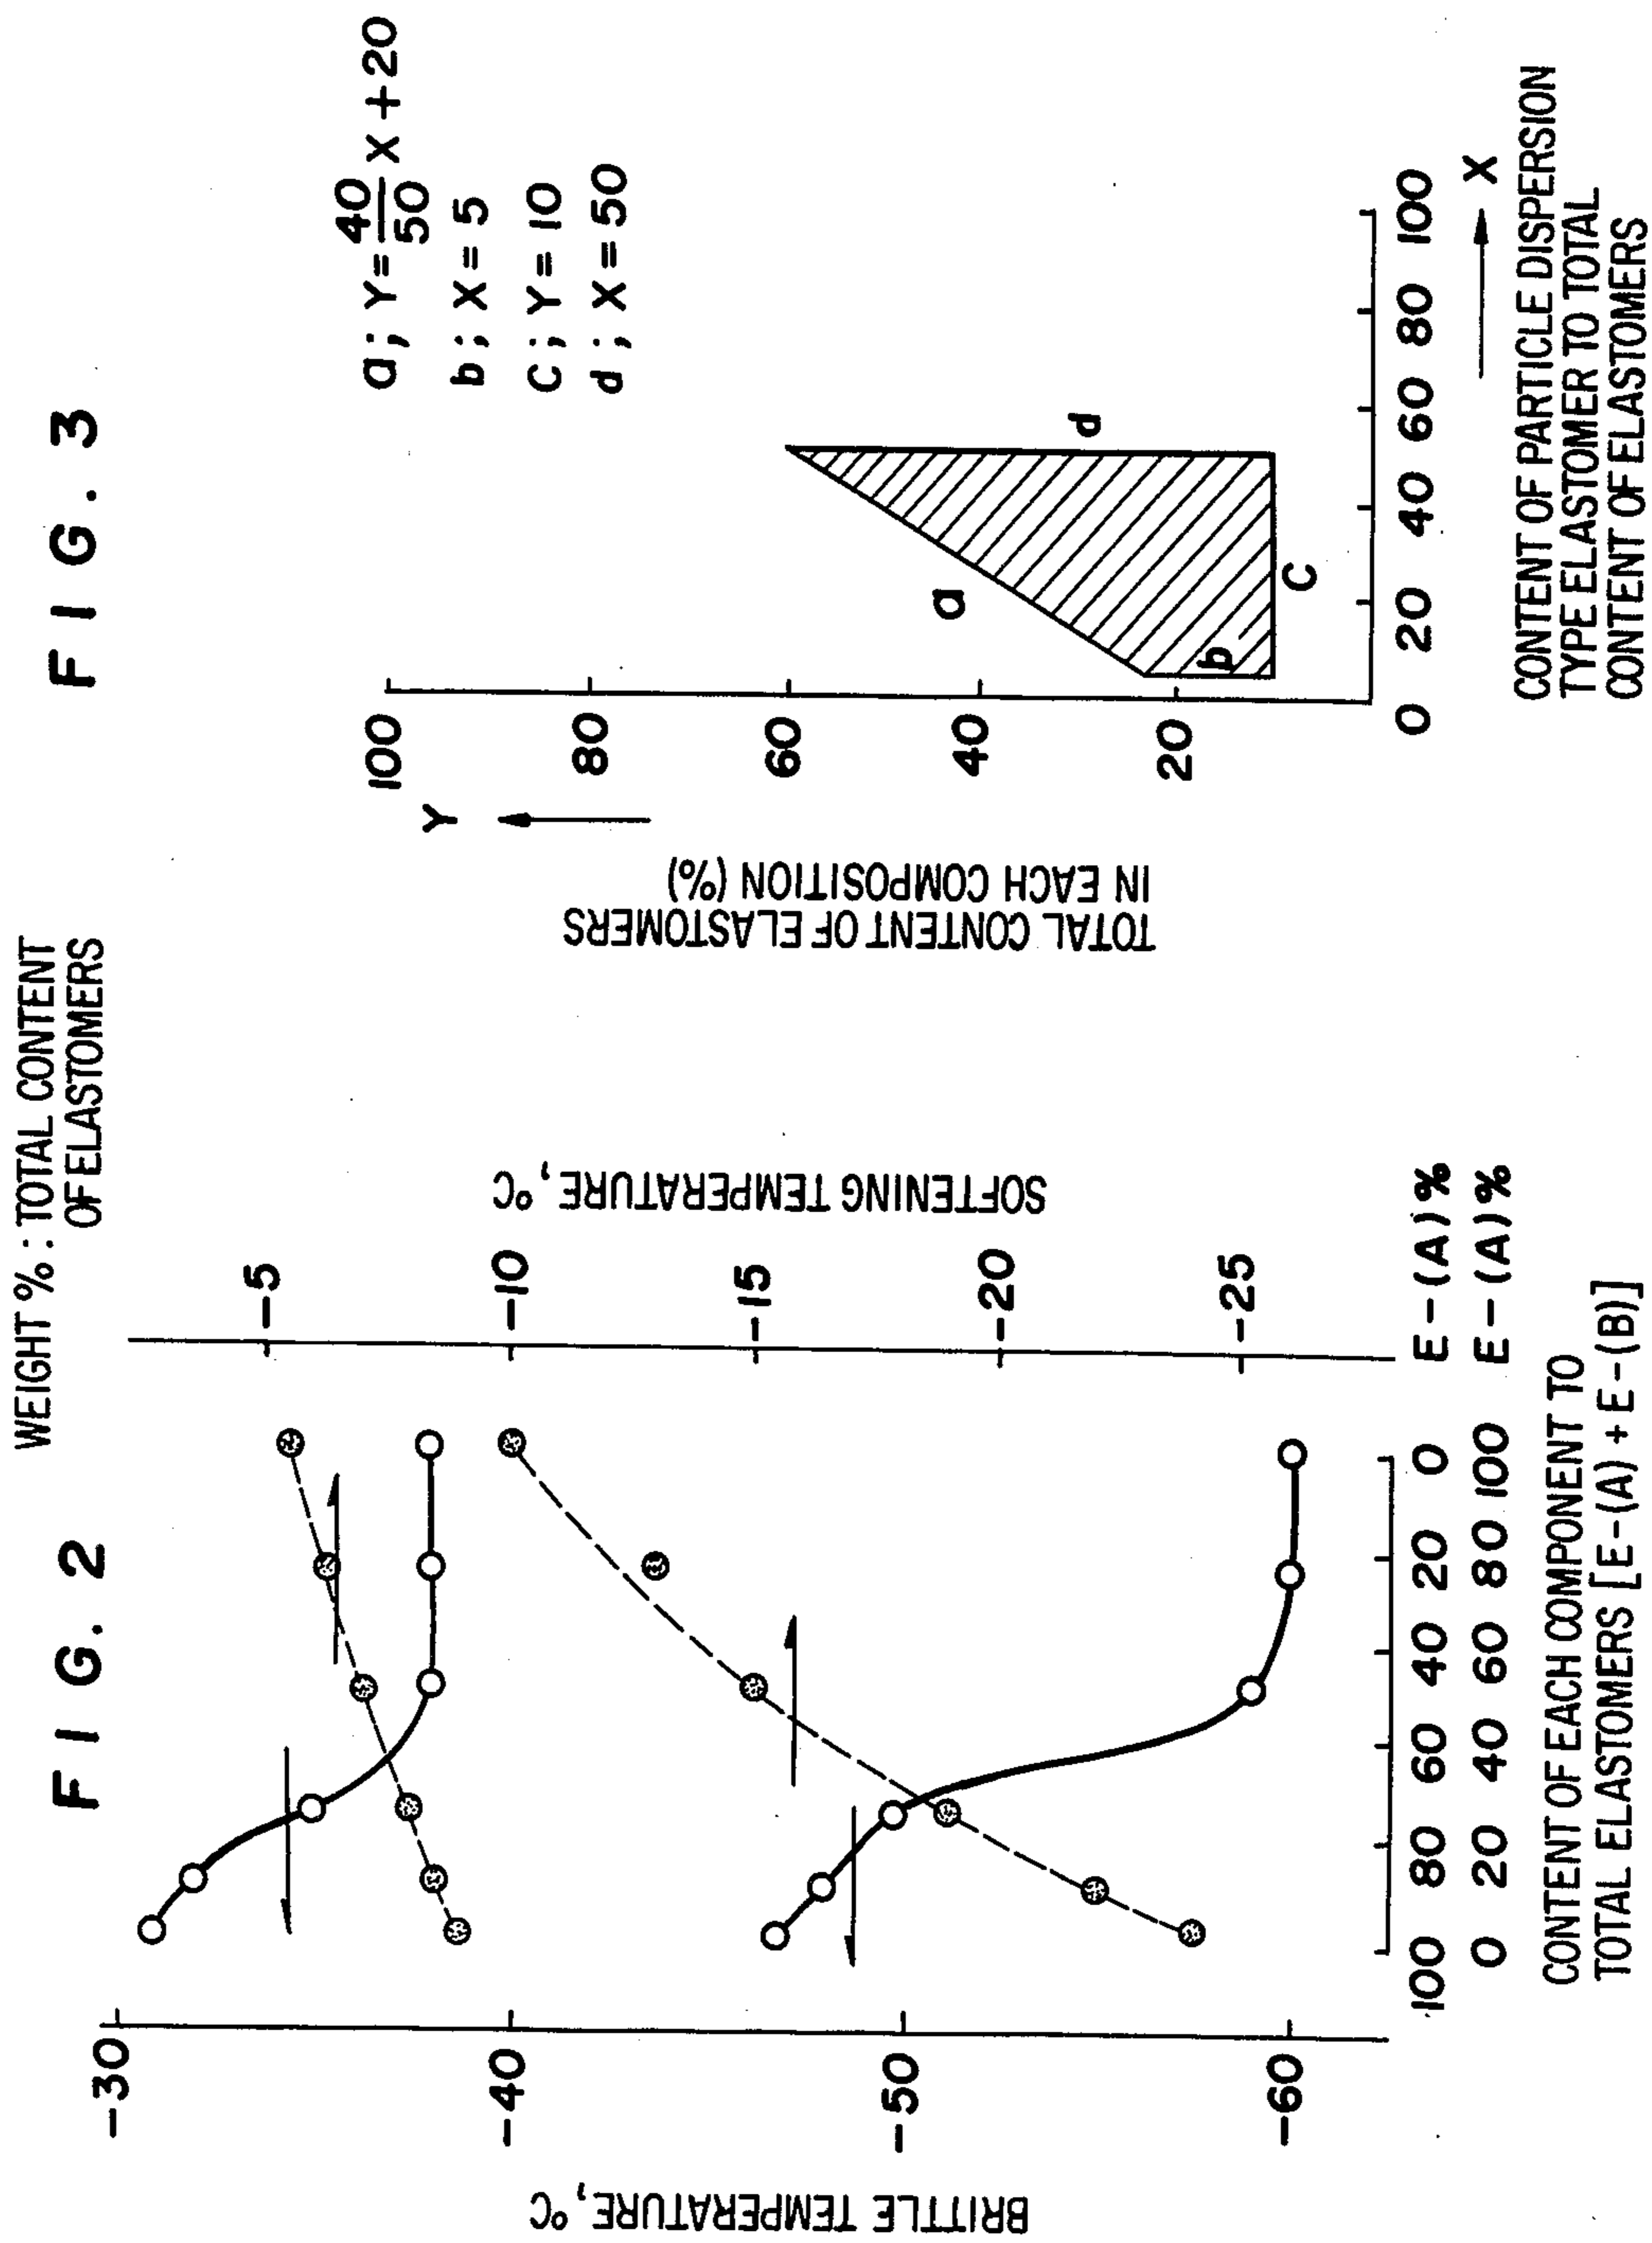 FIG. 2
WEIGHT % : TOTAL CONTENT
OF ELASTOMERS
BRITTLE TEMPERATURE, °C
-30
-40
-50
-60
SOFTENING TEMPERATURE, °C
-5
-10
-15
-20
-25
100 80 60 40 20 0 E-(A)%
0 20 40 60 80 100 E-(A)%
CONTENT OF EACH COMPONENT TO
TOTAL ELASTOMERS [E-(A) + E-(B)]
FIG. 3
a ; Y = 40/50 X + 20
b ; X = 5
C ; Y = 10
d ; X = 50
TOTAL CONTENT OF ELASTOMERS
IN EACH COMPOSITION (%)
Y
100
80
60
40
20
a
b
C
d
0 20 40 60 80 100
X
CONTENT OF PARTICLE DISPERSION
TYPE ELASTOMER TO TOTAL
CONTENT OF ELASTOMERS